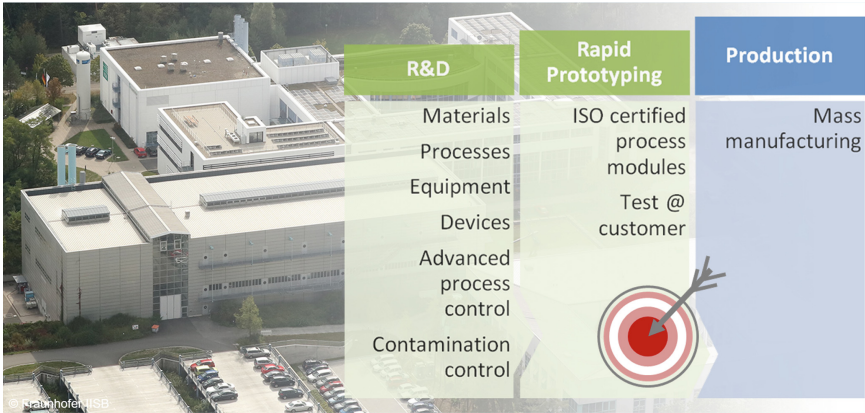 R&D
Materials
Processes
Equipment
Devices
Advanced
process
control
Contamination
control
Rapid
Prototyping
ISO certified
process
modules
Test @
customer
Production
Mass
manufacturing
© Fraunhofer IISB